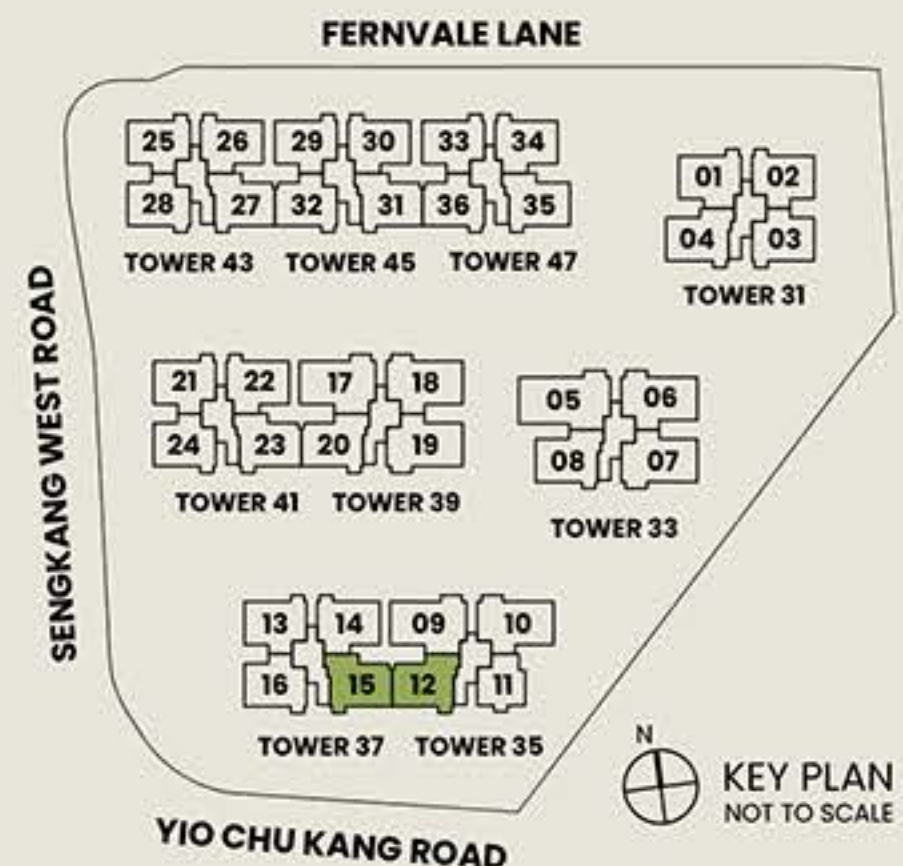 FERNVALE LANE
25 26 29 30 33 34
28 27 32 31 36 35
TOWER 43 TOWER 45 TOWER 47
01 02
04 03
TOWER 31
SENGKANG WEST ROAD
21 22 17 18
24 23 20 19
TOWER 41 TOWER 39
05 06
08 07
TOWER 33
13 14 09 10
16 15 12 11
TOWER 37 TOWER 35
YIO CHU KANG ROAD
N
KEY PLAN
NOT TO SCALE